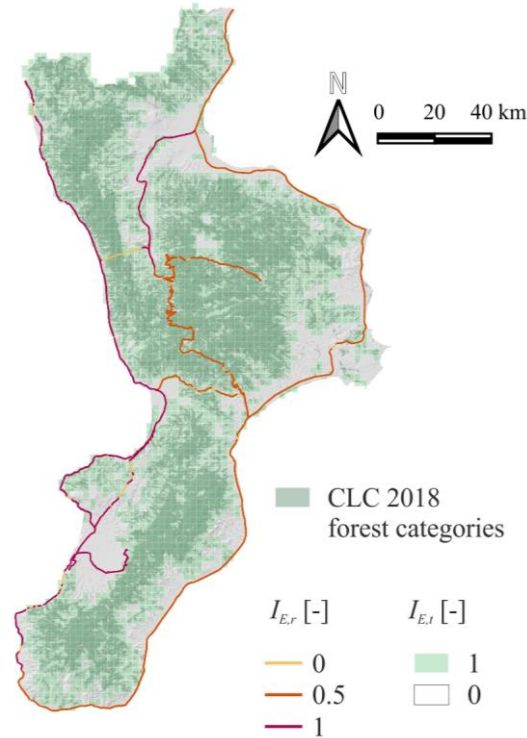 N
0 20 40 km
CLC 2018
forest categories
I_{E,r} [-] I_{E,t} [-]
0 1
0.5 0
1